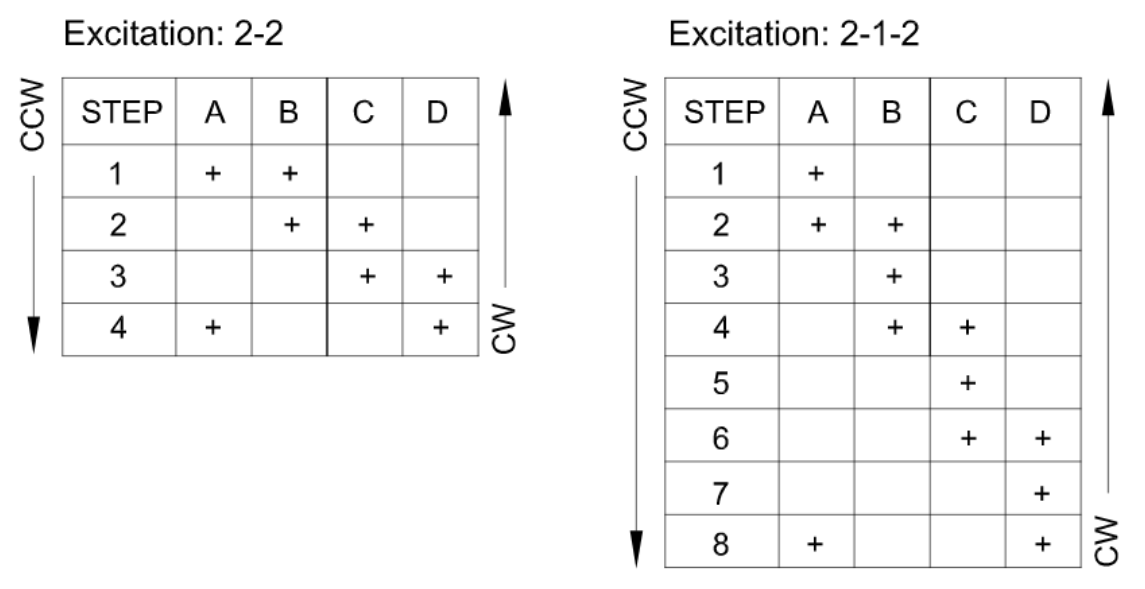 Excitation: 2-2
CCW
STEP A B C D
1 + +
2 + +
3 + +
4 + +
CW
Excitation: 2-1-2
CCW
STEP A B C D
1 +
2 + +
3 +
4 + +
5 +
6 + +
7 +
8 + +
CW